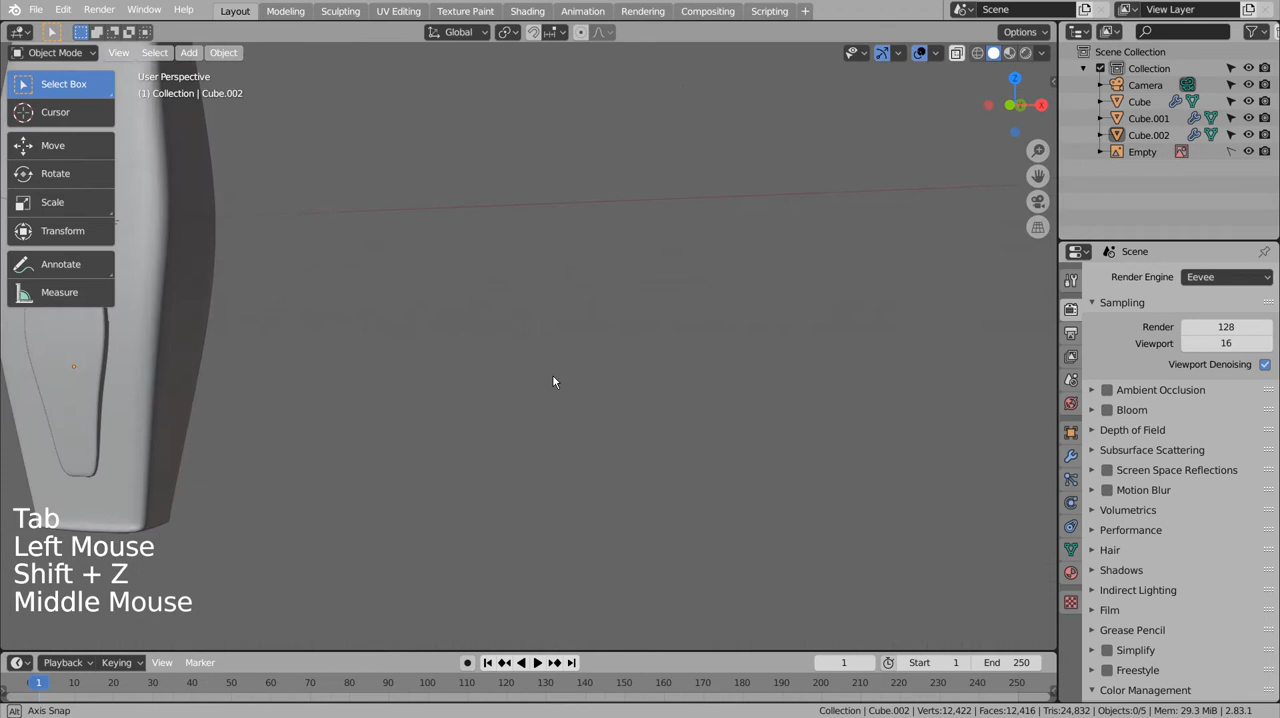 File Edit Render Window Help Layout Modeling Sculpting UV Editing Texture Paint Shading Animation Rendering Compositing Scripting + Scene View Layer
Global Options
Object Mode View Select Add Object
Select Box
Cursor
Move
Rotate
Scale
Transform
Annotate
Measure
User Perspective
(1) Collection | Cube.002
Z
X
Tab
Left Mouse
Shift + Z
Middle Mouse
Scene Collection
Collection
Camera
Cube
Cube.001
Cube.002
Empty
Scene
Render Engine Eevee
Sampling
Render 128
Viewport 16
Viewport Denoising
Ambient Occlusion
Bloom
Depth of Field
Subsurface Scattering
Screen Space Reflections
Motion Blur
Volumetrics
Performance
Hair
Shadows
Indirect Lighting
Film
Grease Pencil
Simplify
Freestyle
Color Management
Playback Keying View Marker 1 Start 1 End 250
1 10 20 30 40 50 60 70 80 90 100 110 120 130 140 150 160 170 180 190 200 210 220 230 240 250
Alt Axis Snap Collection | Cube.002 | Verts:12,422 | Faces:12,416 | Tris:24,832 | Objects:0/5 | Mem: 29.3 MiB | 2.83.1